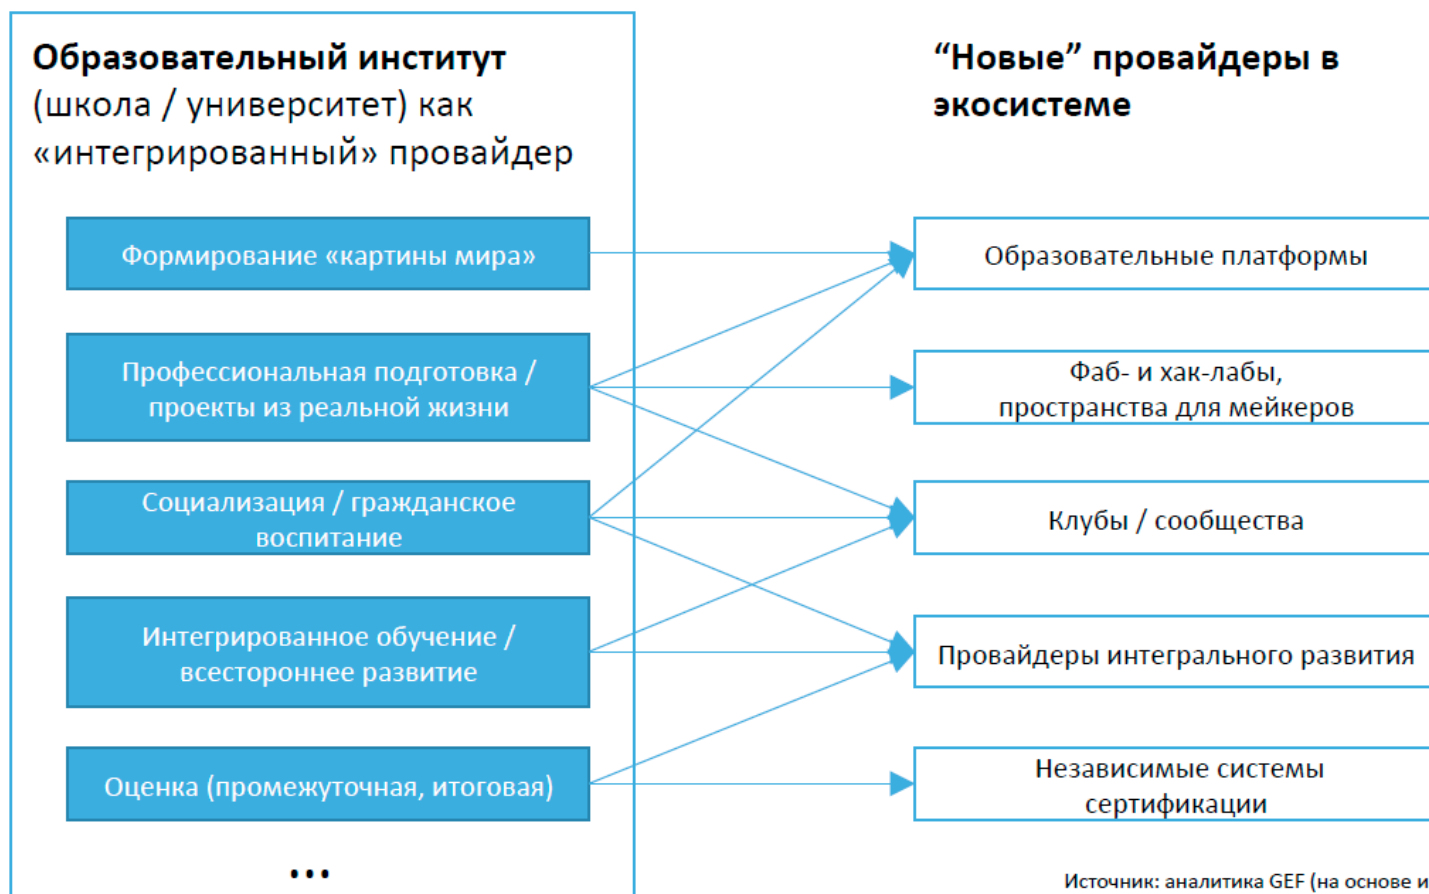 Образовательный институт
(школа / университет) как
«интегрированный» провайдер
Формирование «картины мира»
Профессиональная подготовка /
проекты из реальной жизни
Социализация / гражданское
воспитание
Интегрированное обучение /
всестороннее развитие
Оценка (промежуточная, итоговая)
...
“Новые” провайдеры в
экосистеме
Образовательные платформы
Фаб- и хак-лабы,
пространства для мейкеров
Клубы / сообщества
Провайдеры интегрального развития
Независимые системы
сертификации
Источник: аналитика GEF (на основе и